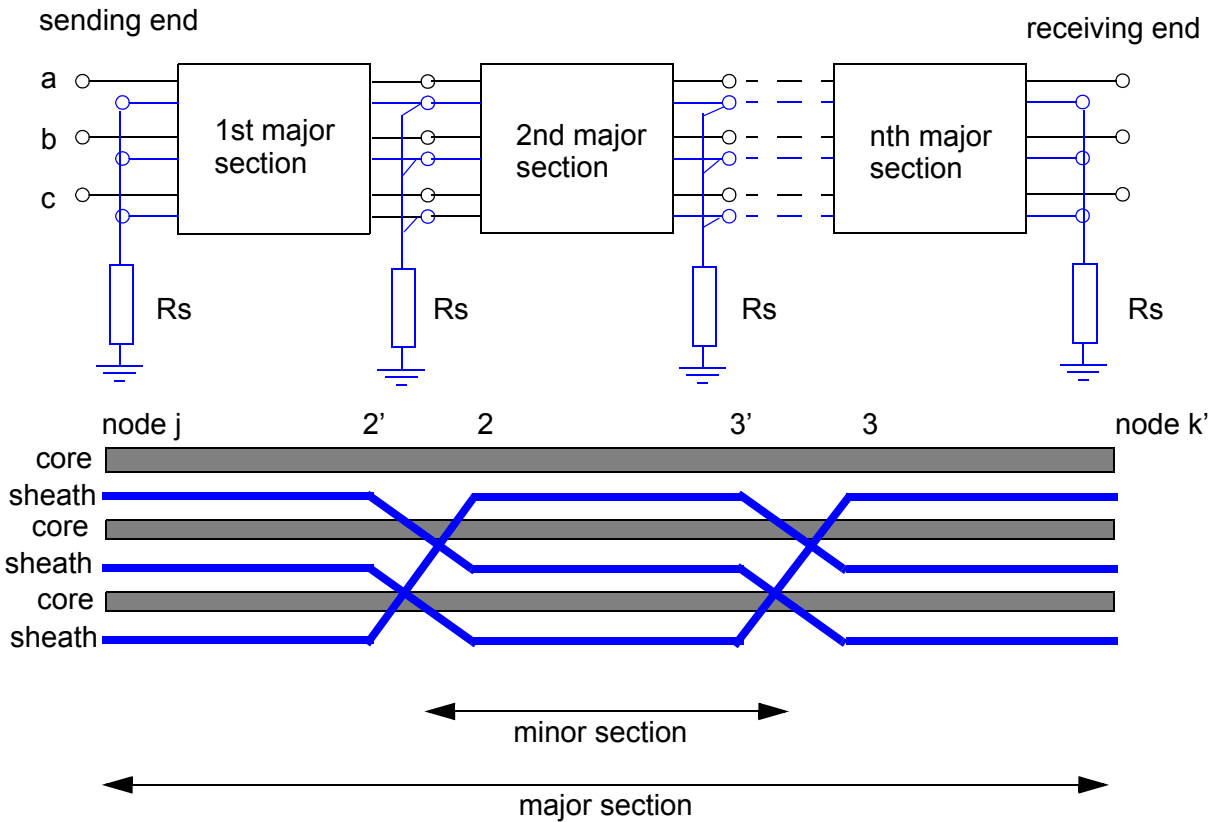 sending end
receiving end
a
b
c
1st major
section
2nd major
section
nth major
section
Rs
Rs
Rs
Rs
node j
2’
2
3’
3
node k’
core
sheath
core
sheath
core
sheath
minor section
major section